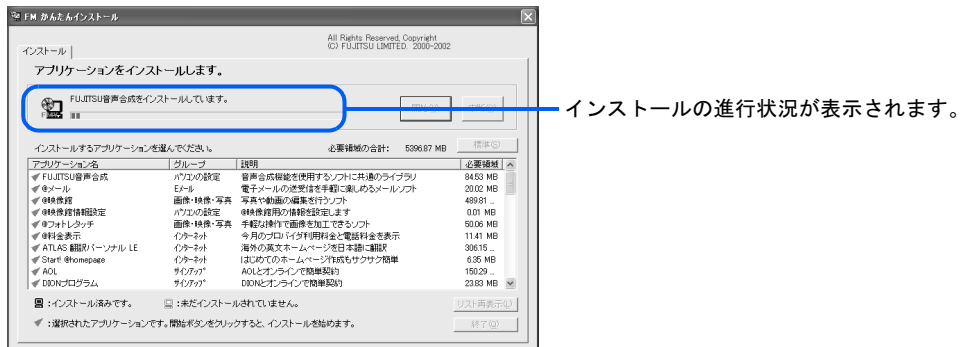 FM かんたんインストール
All Rights Reserved, Copyright
(C) FUJITSU LIMITED. 2000-2002
インストール
アプリケーションをインストールします。
FUJITSU音声合成をインストールしています。
インストールの進行状況が表示されます。
インストールするアプリケーションを選んでください。 必要領域の合計: 5396.87 MB 標準(S)
アプリケーション名 グループ 説明 必要領域
FUJITSU音声合成 パソコンの設定 音声合成機能を使用するソフトに共通のライブラリ 84.53 MB
@メール Eメール 電子メールの送受信を手軽に楽しめるメールソフト 20.02 MB
@映像館 画像・映像・写真 写真や動画の編集を行うソフト 489.81 ...
@映像館情報設定 パソコンの設定 @映像館用の情報を設定します 0.01 MB
@フォトレタッチ 画像・映像・写真 手軽な操作で画像を加工できるソフト 50.06 MB
@料金表示 インターネット 今月のプロバイダ利用料金と電話料金を表示 11.41 MB
ATLAS 翻訳パーソナル LE インターネット 海外の英文ホームページを日本語に翻訳 306.15 ...
Start! @homepage インターネット はじめてのホームページ作成もサクサク簡単 6.35 MB
AOL サインアップ AOLとオンラインで簡単契約 150.29 ...
DIONプログラム サインアップ DIONとオンラインで簡単契約 23.83 MB
:インストール済みです。 :未だインストールされていません。 リスト再表示(L)
:選択されたアプリケーションです。開始ボタンをクリックすると、インストールを始めます。 終了(Q)